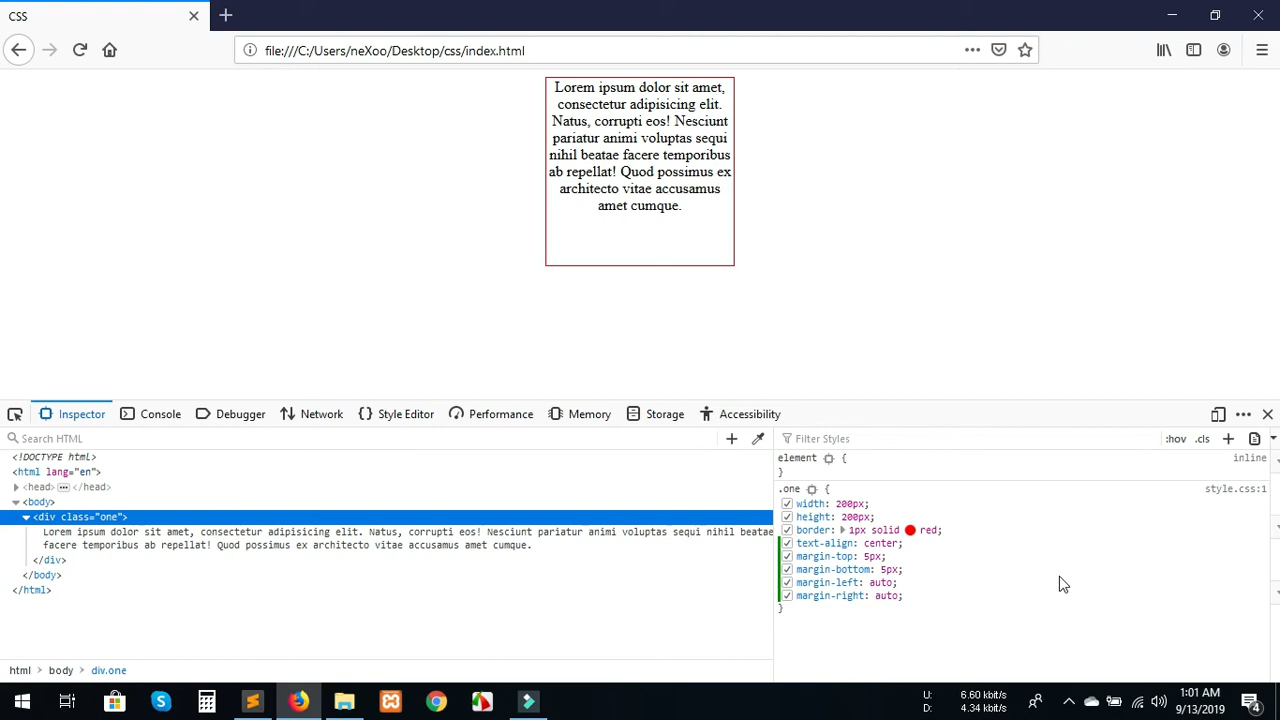 CSS
file:///C:/Users/neXoo/Desktop/css/index.html
Lorem ipsum dolor sit amet,
consectetur adipisicing elit.
Natus, corrupti eos! Nesciunt
pariatur animi voluptas sequi
nihil beatae facere temporibus
ab repellat! Quod possimus ex
architecto vitae accusamus
amet cumque.
Inspector Console Debugger Network {} Style Editor Performance Memory Storage Accessibility
Search HTML
Filter Styles :hov .cls
<!DOCTYPE html>
<html lang="en">
<head> </head>
<body>
<div class="one">
Lorem ipsum dolor sit amet, consectetur adipisicing elit. Natus, corrupti eos! Nesciunt pariatur animi voluptas sequi nihil beatae
facere temporibus ab repellat! Quod possimus ex architecto vitae accusamus amet cumque.
</div>
</body>
</html>
element { inline
}
.one { style.css:1
width: 200px;
height: 200px;
border: 1px solid red;
text-align: center;
margin-top: 5px;
margin-bottom: 5px;
margin-left: auto;
margin-right: auto;
}
html body div.one
U: 6.60 kbit/s
D: 4.34 kbit/s
1:01 AM
9/13/2019
4